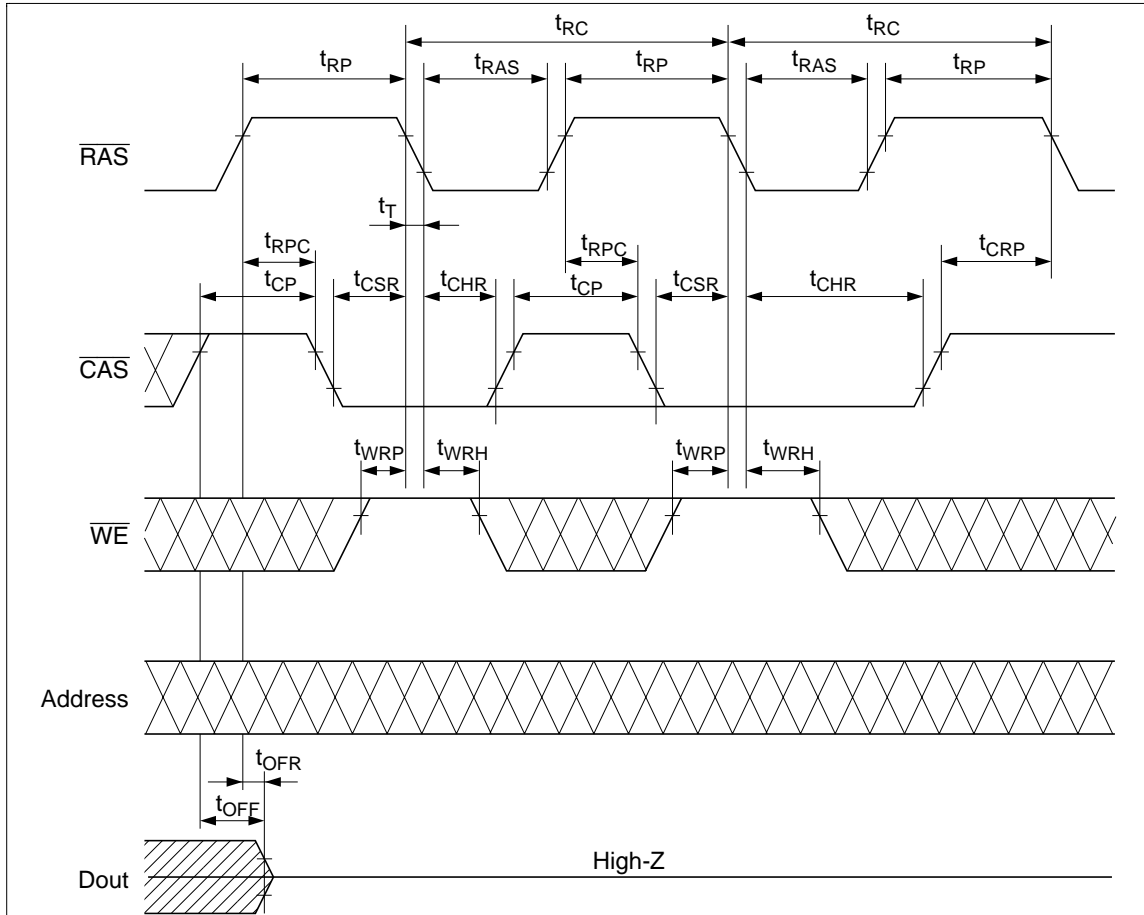 tRC tRC
tRP tRAS tRP tRAS tRP
RAS
tT
tRPC tRPC tCRP
tCP tCSR tCHR tCP tCSR tCHR
CAS
tWRP tWRH tWRP tWRH
WE
Address
tOFR
tOFF
High-Z
Dout